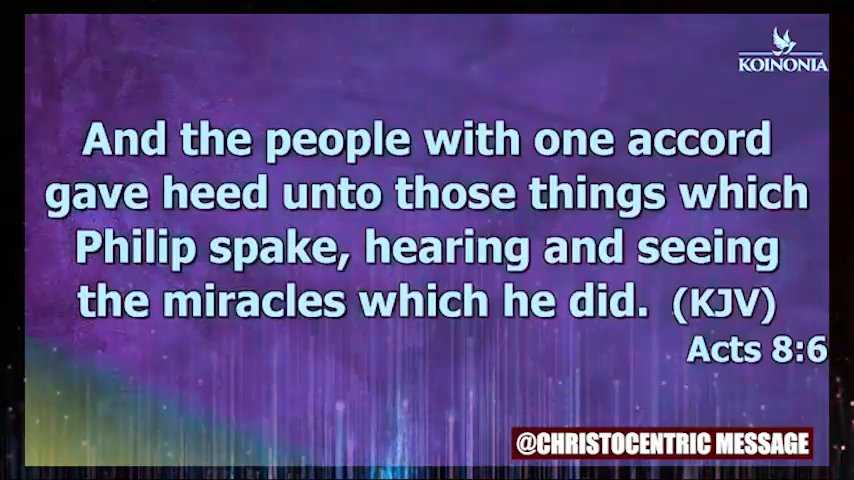 KOINONIA
And the people with one accord
gave heed unto those things which
Philip spake, hearing and seeing
the miracles which he did. (KJV)
Acts 8:6
@CHRISTOCENTRIC MESSAGE